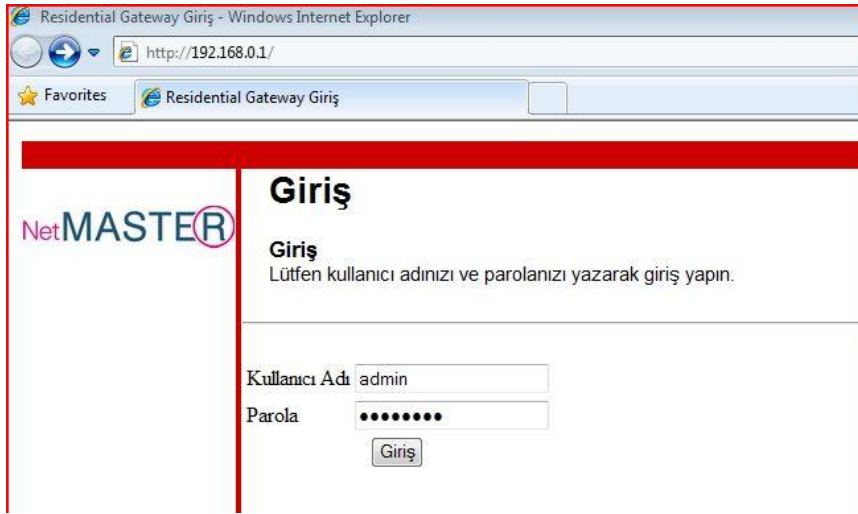 Residential Gateway Giriş - Windows Internet Explorer
http://192.168.0.1/
Favorites
Residential Gateway Giriş
NetMASTER
Giriş
Giriş
Lütfen kullanıcı adınızı ve parolanızı yazarak giriş yapın.
Kullanıcı Adı admin
Parola ••••••••
Giriş